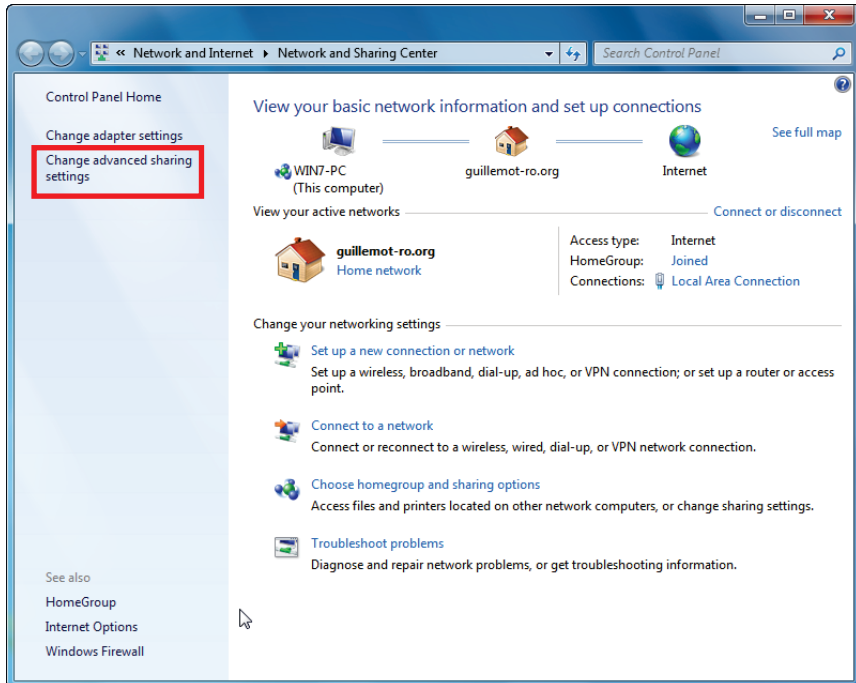 « Network and Internet ▸ Network and Sharing Center
Search Control Panel
Control Panel Home
Change adapter settings
Change advanced sharing
settings
See also
HomeGroup
Internet Options
Windows Firewall
View your basic network information and set up connections
See full map
WIN7-PC
(This computer)
guillemot-ro.org
Internet
View your active networks
Connect or disconnect
guillemot-ro.org
Home network
Access type: Internet
HomeGroup: Joined
Connections: Local Area Connection
Change your networking settings
Set up a new connection or network
Set up a wireless, broadband, dial-up, ad hoc, or VPN connection; or set up a router or access
point.
Connect to a network
Connect or reconnect to a wireless, wired, dial-up, or VPN network connection.
Choose homegroup and sharing options
Access files and printers located on other network computers, or change sharing settings.
Troubleshoot problems
Diagnose and repair network problems, or get troubleshooting information.